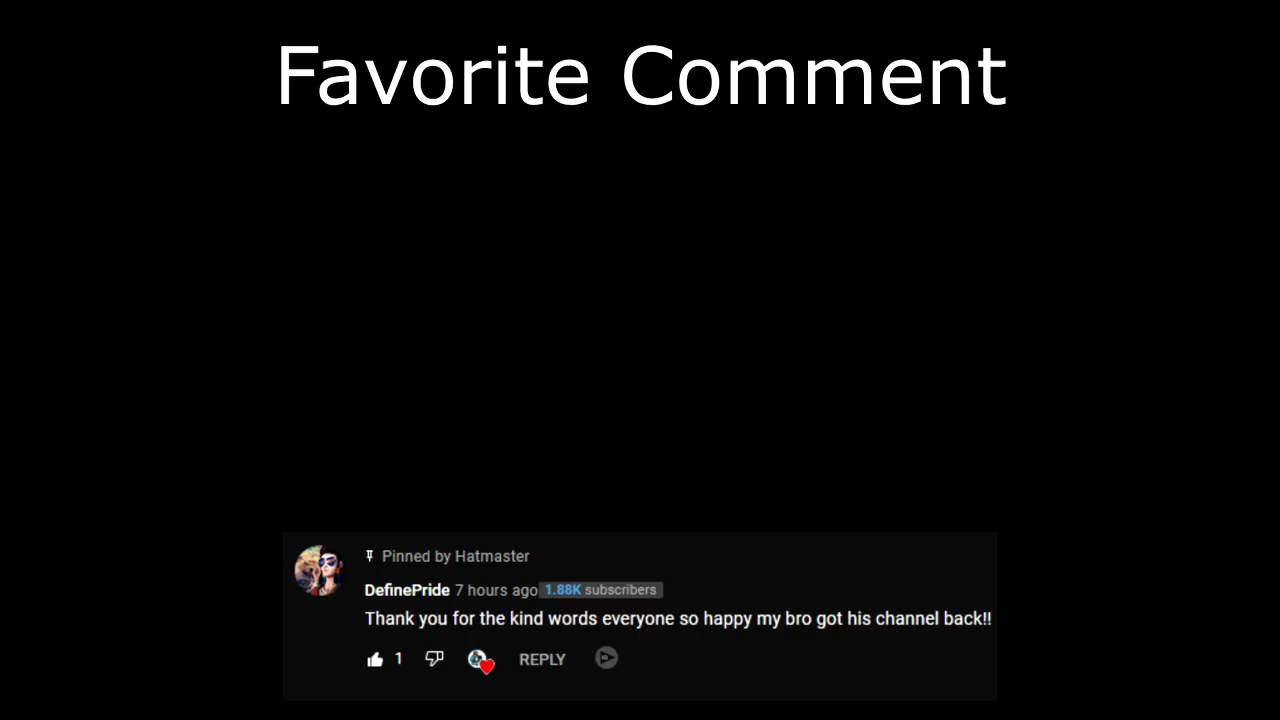 Favorite Comment
Pinned by Hatmaster
DefinePride 7 hours ago 1.88K subscribers
Thank you for the kind words everyone so happy my bro got his channel back!!
1 REPLY